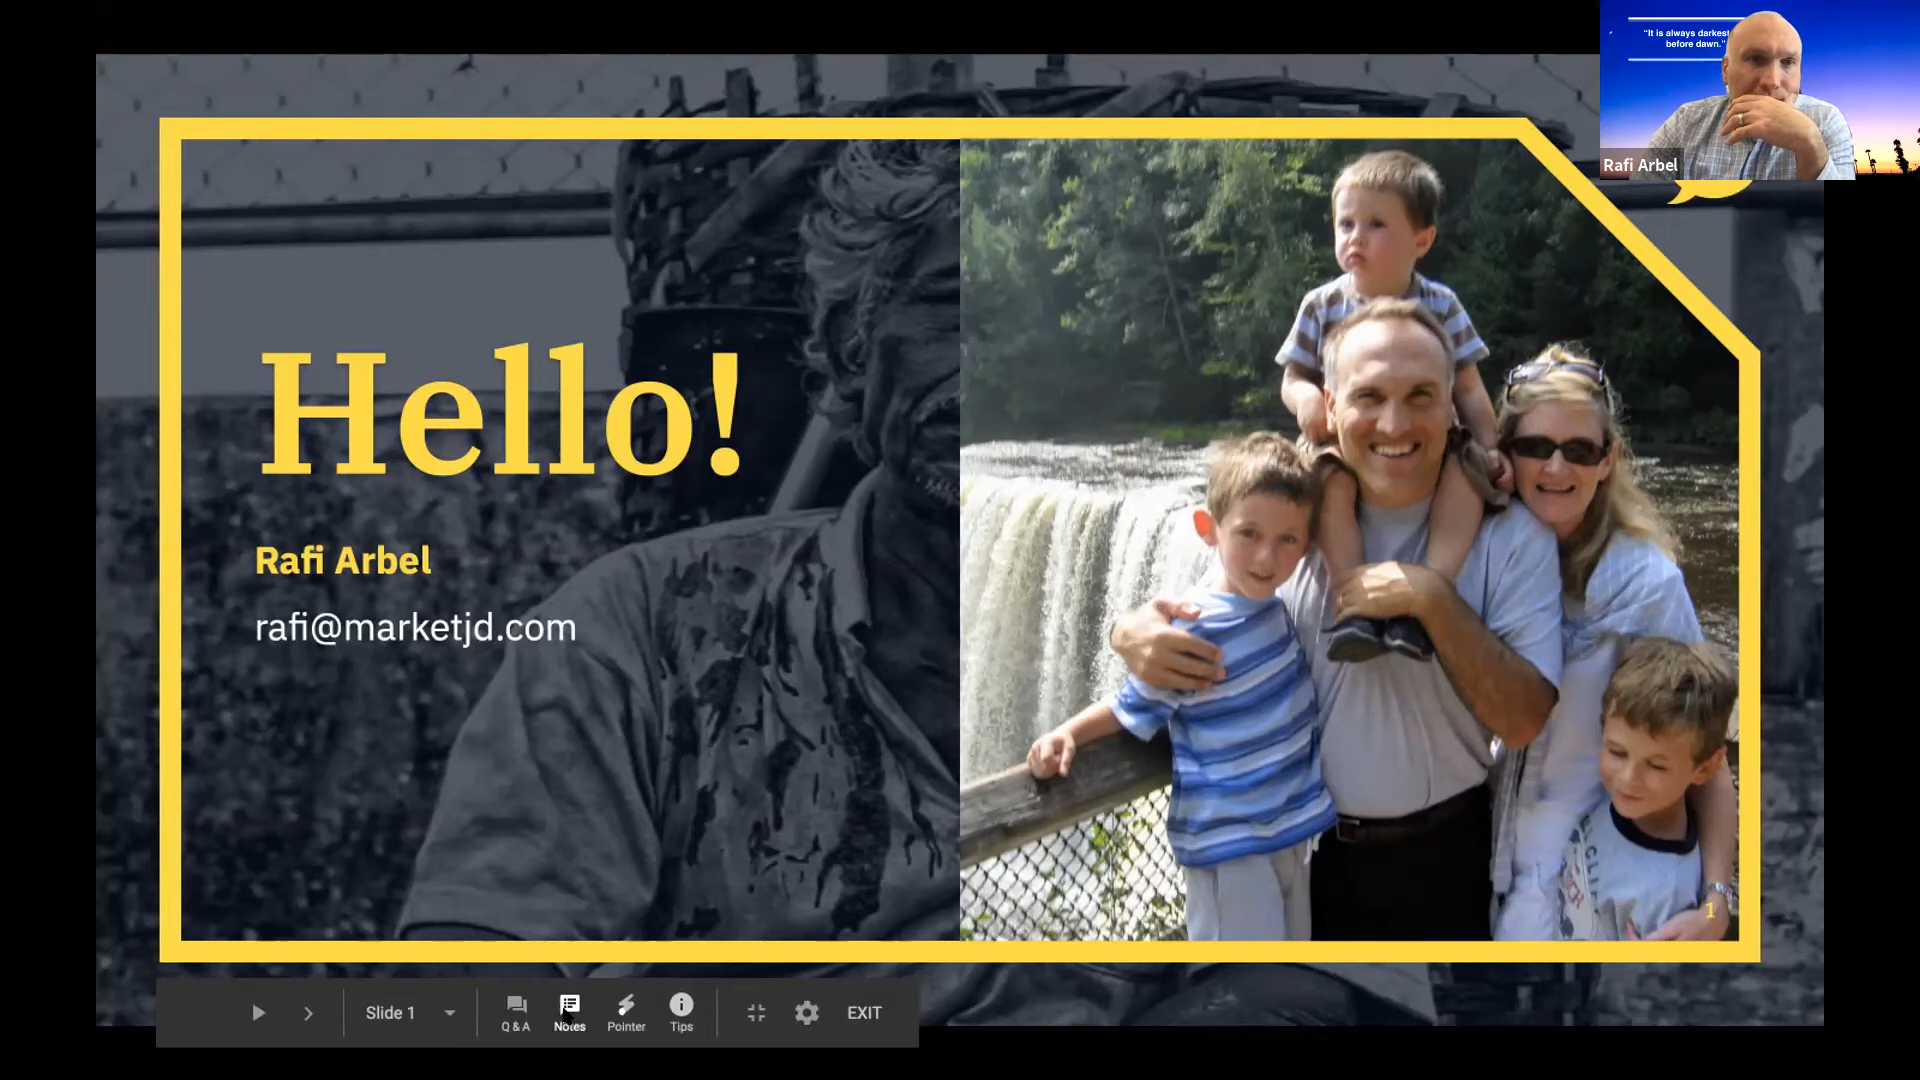 “It is always darkest
before dawn.”
Rafi Arbel
Hello!
Rafi Arbel
rafi@marketjd.com
1
Slide 1
Q & A
Notes
Pointer
Tips
EXIT